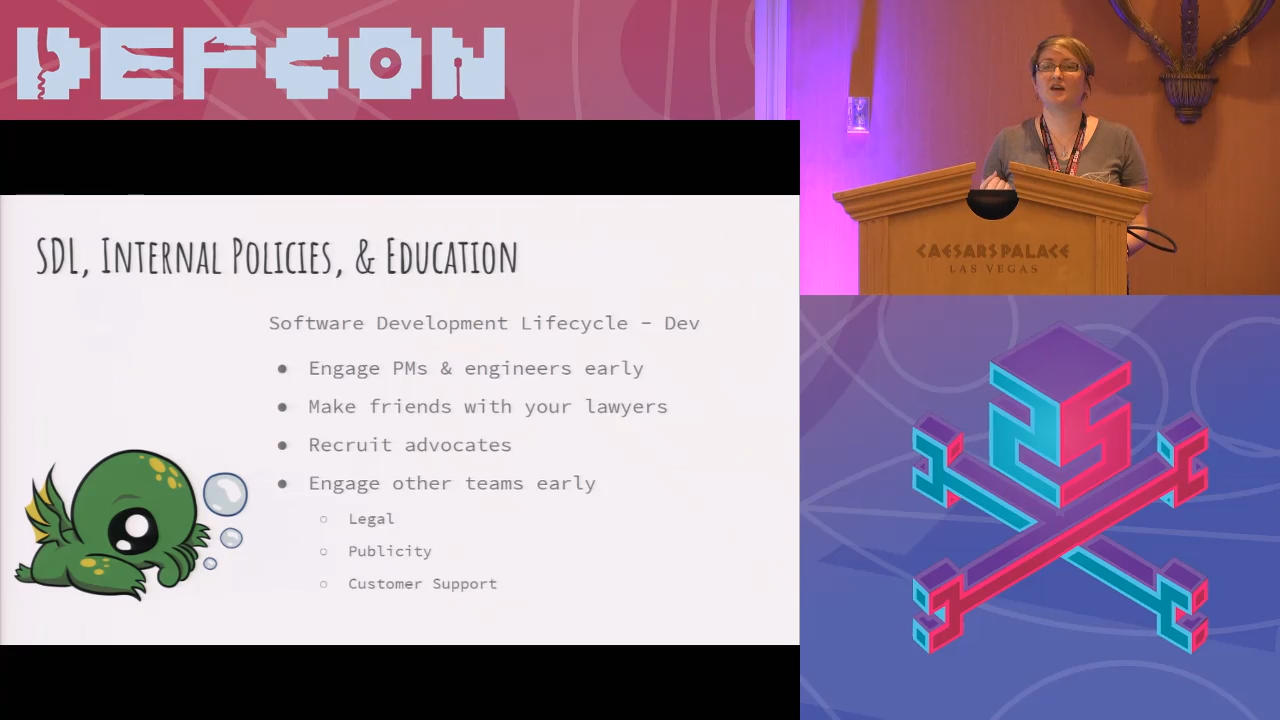 DEFCON
SDL, Internal Policies, & Education
Software Development Lifecycle - Dev
● Engage PMs & engineers early
● Make friends with your lawyers
● Recruit advocates
● Engage other teams early
○ Legal
○ Publicity
○ Customer Support
CAESARS PALACE
LAS VEGAS
25